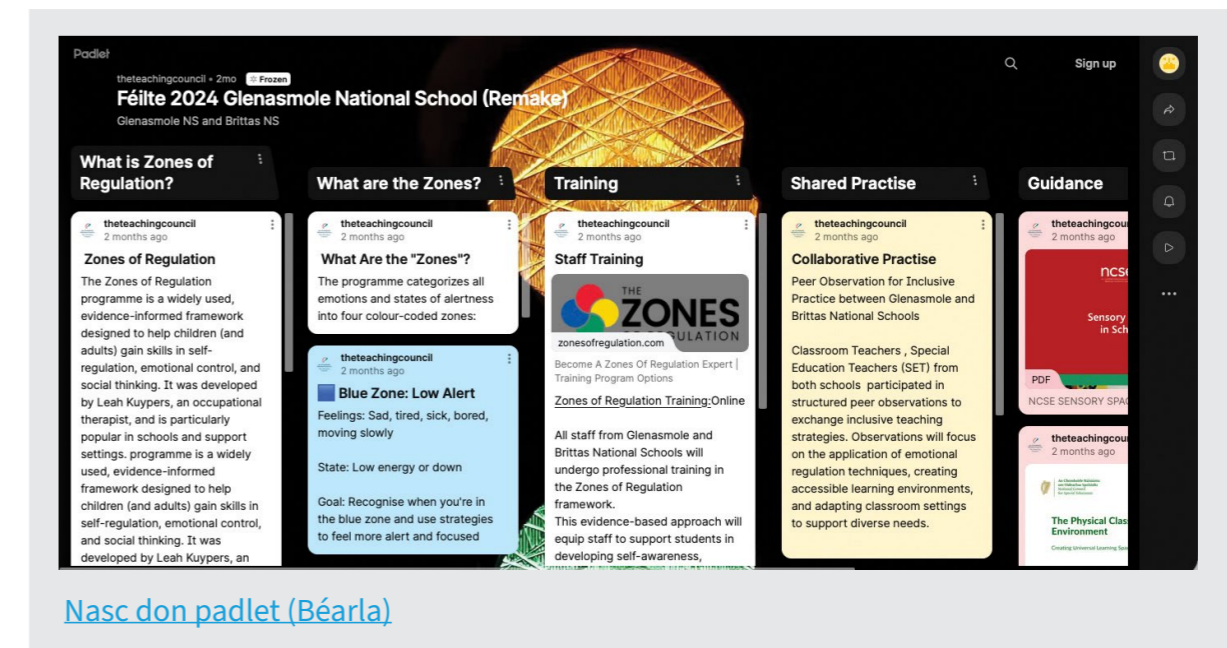 Padlet
theteachingcouncil • 2mo Frozen
Féilte 2024 Glenasmole National School (Remake)
Glenasmole NS and Brittas NS
Sign up
What is Zones of
Regulation?
theteachingcouncil
2 months ago
Zones of Regulation
The Zones of Regulation
programme is a widely used,
evidence-informed framework
designed to help children (and
adults) gain skills in self-
regulation, emotional control, and
social thinking. It was developed
by Leah Kuypers, an occupational
therapist, and is particularly
popular in schools and support
settings. programme is a widely
used, evidence-informed
framework designed to help
children (and adults) gain skills in
self-regulation, emotional control,
and social thinking. It was
developed by Leah Kuypers, an
What are the Zones?
theteachingcouncil
2 months ago
What Are the "Zones"?
The programme categorizes all
emotions and states of alertness
into four colour-coded zones:
theteachingcouncil
2 months ago
Blue Zone: Low Alert
Feelings: Sad, tired, sick, bored,
moving slowly
State: Low energy or down
Goal: Recognise when you're in
the blue zone and use strategies
to feel more alert and focused
Training
theteachingcouncil
2 months ago
Staff Training
THE
ZONES
OF REGULATION
zonesofregulation.com
Become A Zones Of Regulation Expert |
Training Program Options
Zones of Regulation Training:Online
All staff from Glenasmole and
Brittas National Schools will
undergo professional training in
the Zones of Regulation
framework.
This evidence-based approach will
equip staff to support students in
developing self-awareness,
Shared Practise
theteachingcouncil
2 months ago
Collaborative Practise
Peer Observation for Inclusive
Practice between Glenasmole and
Brittas National Schools
Classroom Teachers , Special
Education Teachers (SET) from
both schools participated in
structured peer observations to
exchange inclusive teaching
strategies. Observations will focus
on the application of emotional
regulation techniques, creating
accessible learning environments,
and adapting classroom settings
to support diverse needs.
Guidance
theteachingcou
2 months ago
ncs
Sensory
in Sch
PDF
NCSE SENSORY SPA
theteachingcou
2 months ago
The Physical Clas
Environment
Creating Universal Learning Spa
Nasc don padlet (Béarla)